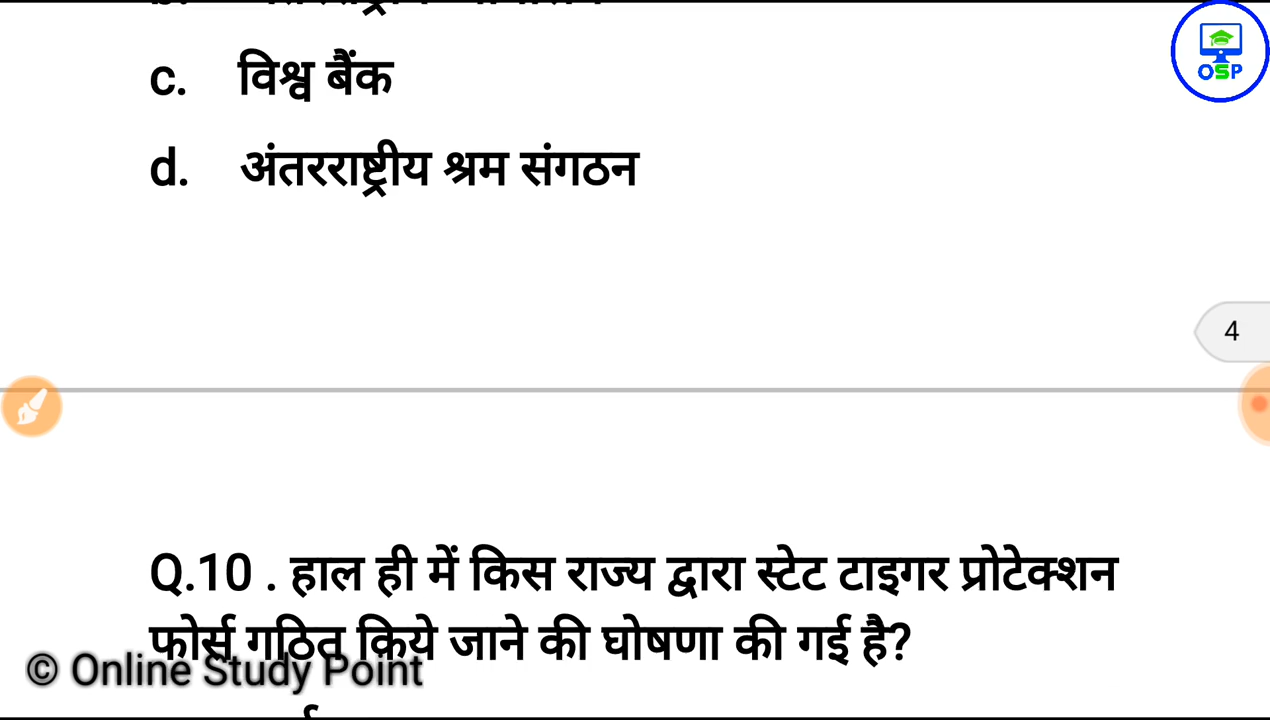 c. विश्व बैंक
OSP
d. अंतरराष्ट्रीय श्रम संगठन
4
Q.10 . हाल ही में किस राज्य द्वारा स्टेट टाइगर प्रोटेक्शन
फोर्स गठित किये जाने की घोषणा की गई है?
© Online Study Point